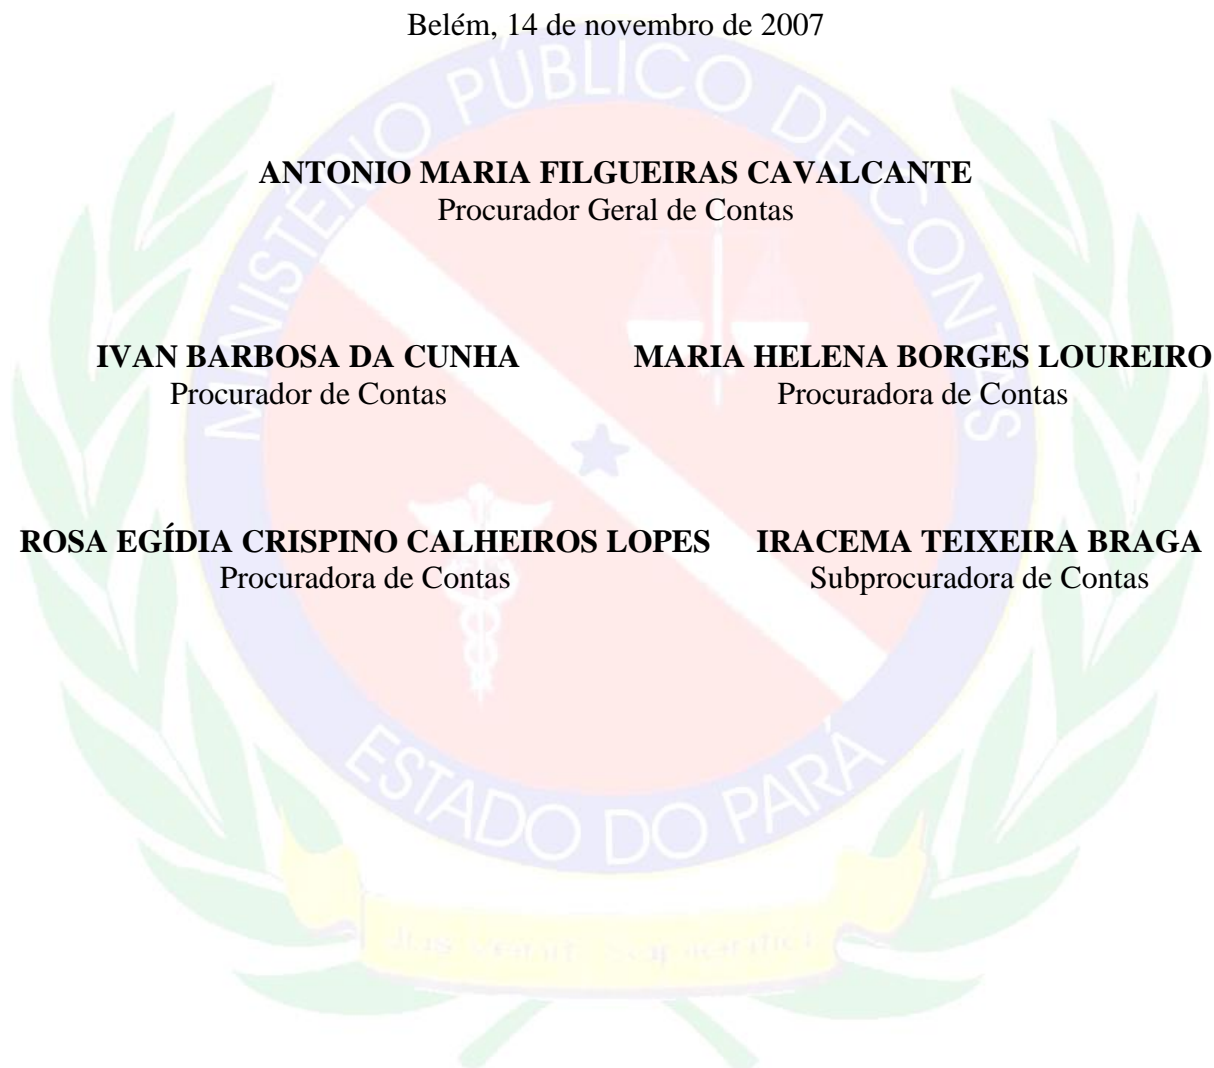 Belém, 14 de novembro de 2007
ANTONIO MARIA FILGUEIRAS CAVALCANTE
Procurador Geral de Contas
IVAN BARBOSA DA CUNHA
Procurador de Contas
MARIA HELENA BORGES LOUREIRO
Procuradora de Contas
ROSA EGÍDIA CRISPINO CALHEIROS LOPES
Procuradora de Contas
IRACEMA TEIXEIRA BRAGA
Subprocuradora de Contas
MINISTÉRIO PÚBLICO DE CONTAS
ESTADO DO PARÁ